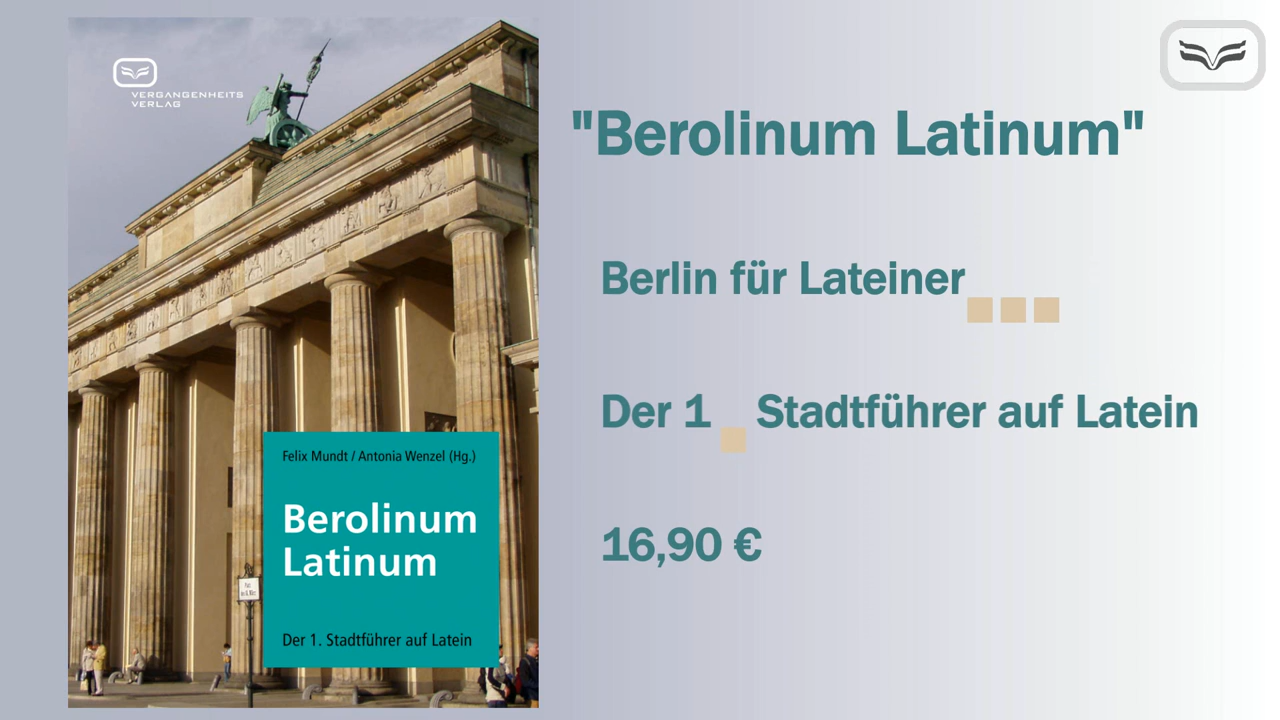 VERGANGENHEITS
VERLAG
Felix Mundt / Antonia Wenzel (Hg.)
Berolinum
Latinum
Der 1. Stadtführer auf Latein
"Berolinum Latinum"
Berlin für Lateiner...
Der 1. Stadtführer auf Latein
16,90 €